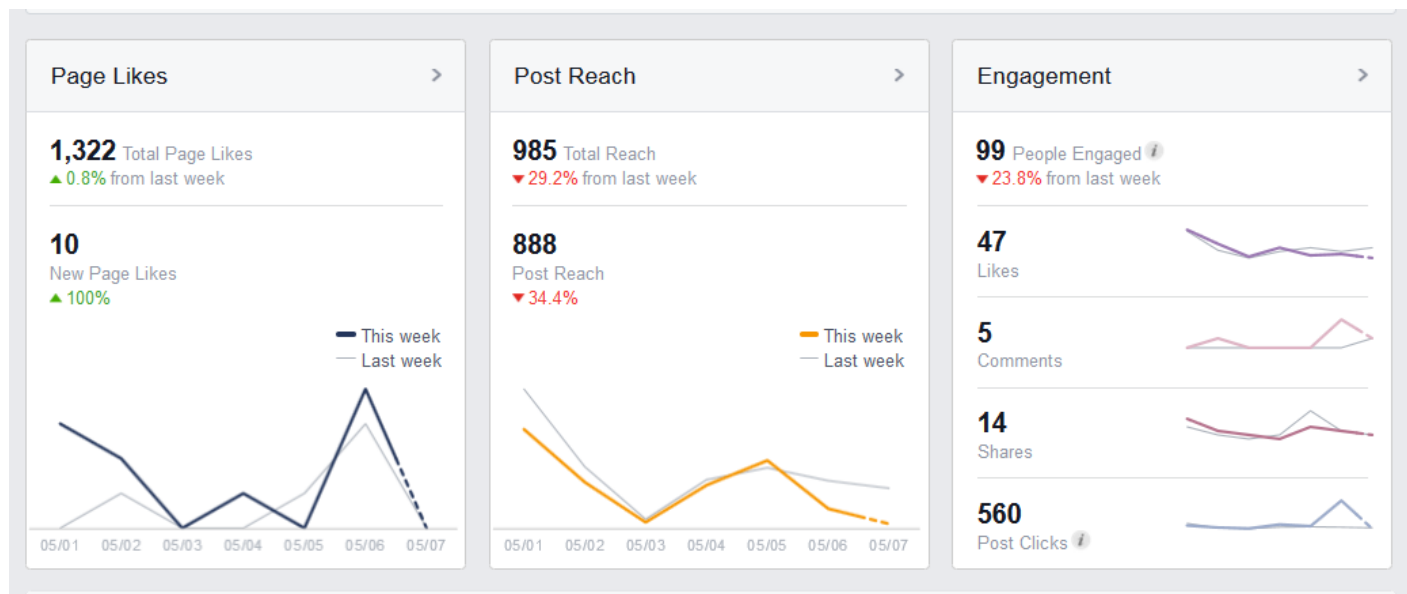 Page Likes
1,322 Total Page Likes
0.8% from last week
10
New Page Likes
100%
This week
Last week
05/01 05/02 05/03 05/04 05/05 05/06 05/07
Post Reach
985 Total Reach
29.2% from last week
888
Post Reach
34.4%
This week
Last week
05/01 05/02 05/03 05/04 05/05 05/06 05/07
Engagement
99 People Engaged i
23.8% from last week
47
Likes
5
Comments
14
Shares
560
Post Clicks i